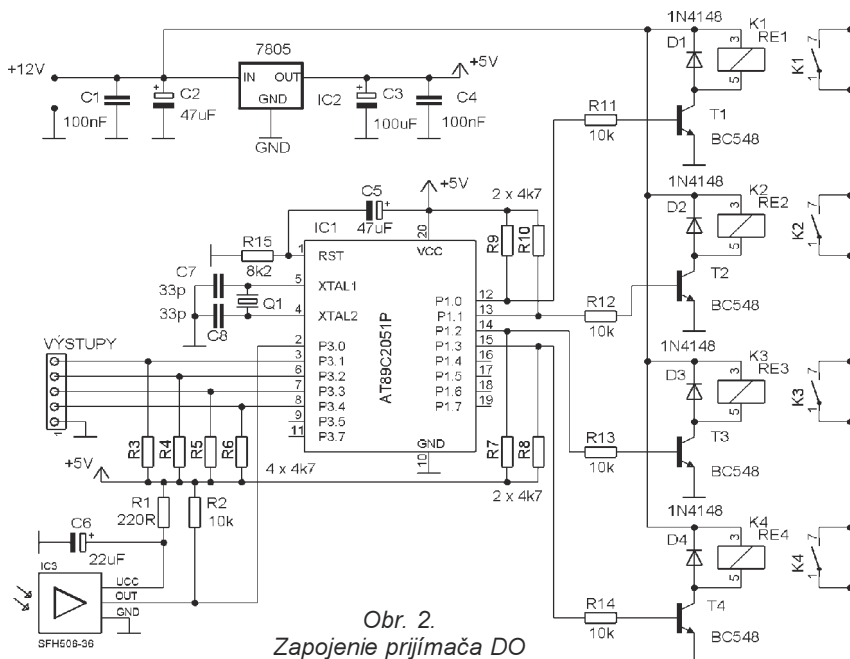 +12V
C1
100nF
C2
47uF
7805
IN OUT
GND
GND
IC2
C3
100uF
C4
100nF
+5V
1N4148
D1
K1
RE1
3
5
7
K1
R11
10k
T1
BC548
1N4148
D2
K2
RE2
3
5
7
K2
R12
10k
T2
BC548
1N4148
D3
K3
RE3
3
5
7
K3
R13
10k
T3
BC548
1N4148
D4
K4
RE4
3
5
7
K4
R14
10k
T4
BC548
C5
47uF
+5V
2 x 4k7
R9
R10
R15
8k2
IC1
AT89C2051P
1 RST
20 VCC
5 XTAL1
4 XTAL2
2 P3.0
3 P3.1
6 P3.2
7 P3.3
8 P3.4
9 P3.5
11 P3.7
P1.0 12
P1.1 13
P1.2 14
P1.3 15
P1.4 16
P1.5 17
P1.6 18
P1.7 19
GND
10
C7
33p
33p
C8
Q1
VÝSTUPY
1
R3
R4
R5
R6
4 x 4k7
R7
R8
2 x 4k7
+5V
R1
220R
R2
10k
C6
22uF
IC3
UCC
OUT
GND
SFH506-36
Obr. 2.
Zapojenie prijímača DO